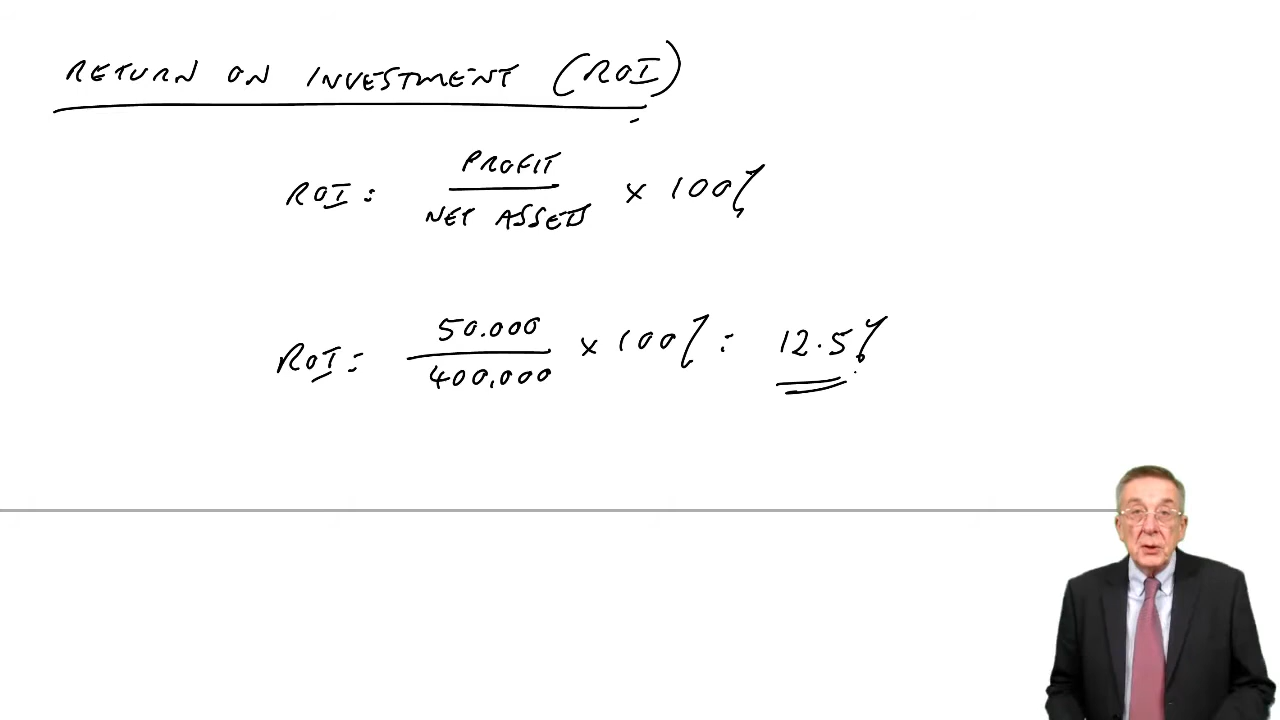 RETURN ON INVESTMENT (ROI)
ROI = PROFIT / NET ASSETS × 100%
ROI = 50.000 / 400,000 × 100% = 12.5%